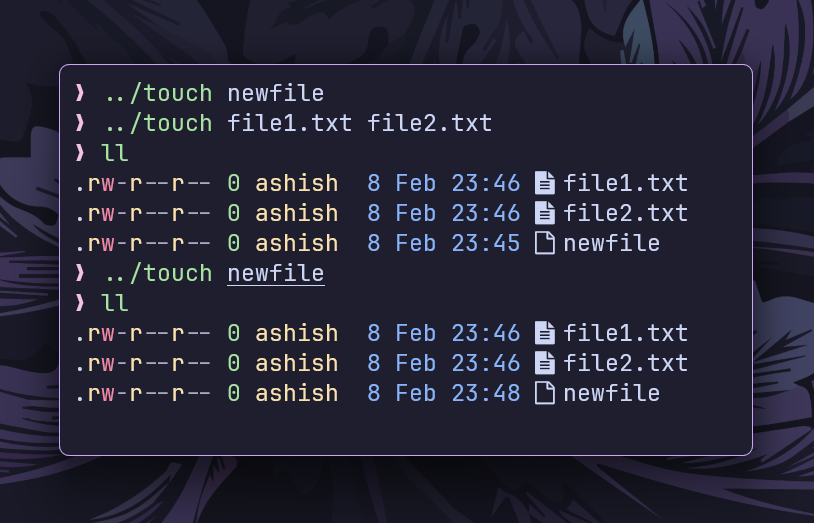 ❱ ../touch newfile
❱ ../touch file1.txt file2.txt
❱ ll
.rw-r--r-- 0 ashish  8 Feb 23:46 file1.txt
.rw-r--r-- 0 ashish  8 Feb 23:46 file2.txt
.rw-r--r-- 0 ashish  8 Feb 23:45 newfile
❱ ../touch newfile
❱ ll
.rw-r--r-- 0 ashish  8 Feb 23:46 file1.txt
.rw-r--r-- 0 ashish  8 Feb 23:46 file2.txt
.rw-r--r-- 0 ashish  8 Feb 23:48 newfile